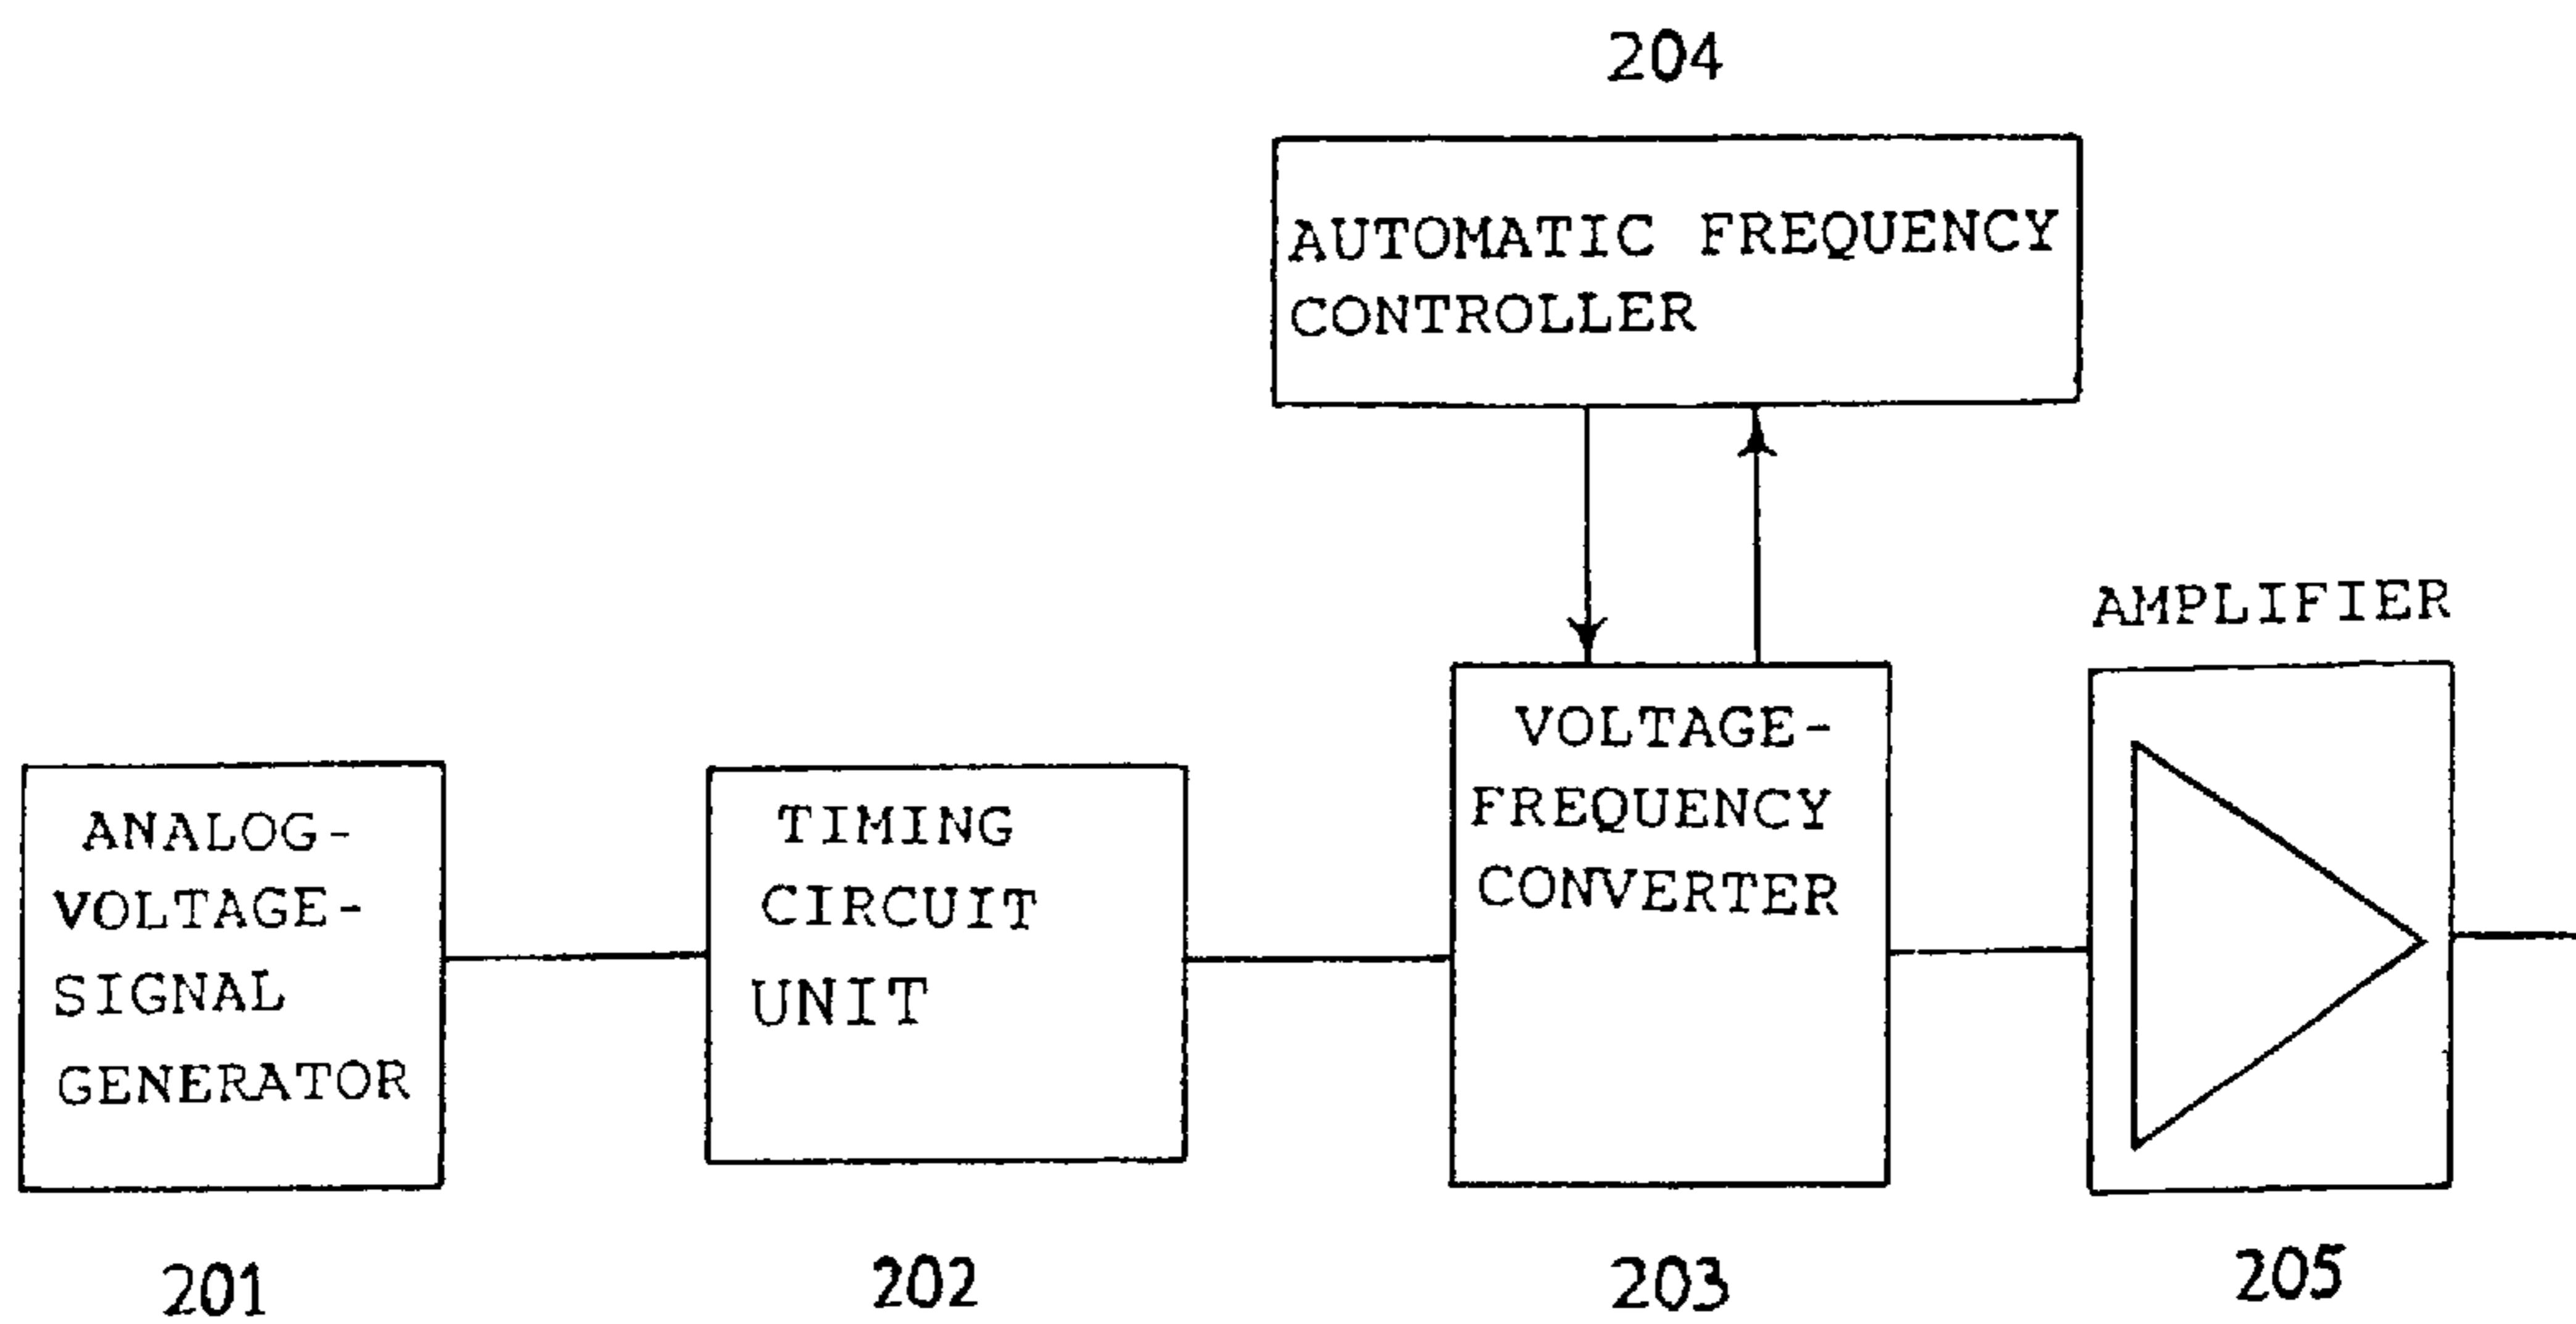 204
AUTOMATIC FREQUENCY
CONTROLLER
AMPLIFIER
ANALOG-
VOLTAGE-
SIGNAL
GENERATOR
TIMING
CIRCUIT
UNIT
VOLTAGE-
FREQUENCY
CONVERTER
201
202
203
205